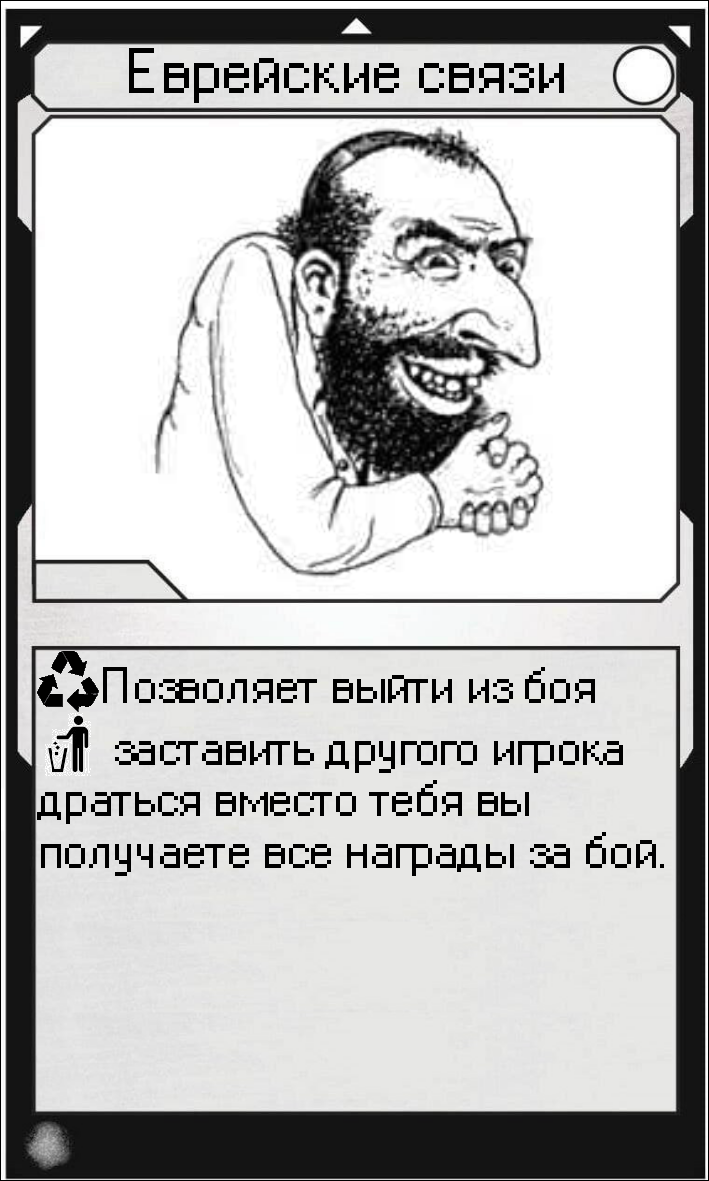 Еврейские связи
Позволяет выйти из боя
заставить другого игрока
драться вместо тебя вы
получаете все награды за бой.